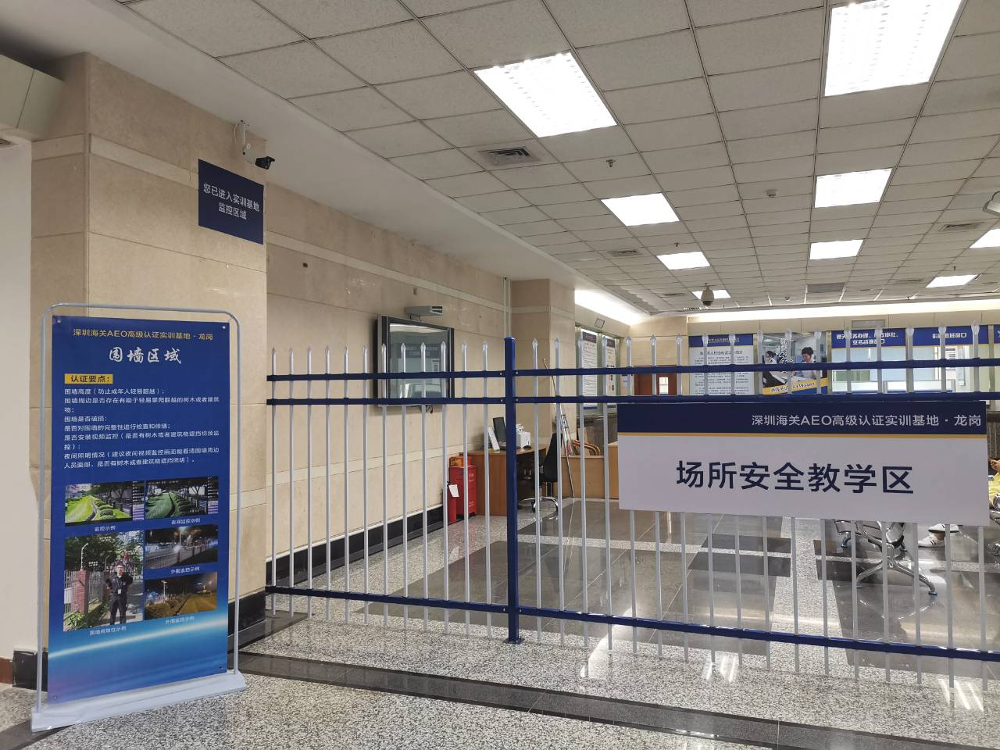 您已进入实训基地
监控区域
深圳海关AEO高级认证实训基地·龙岗
围墙区域
认证要点：
围墙高度（防止成年人轻易翻越）；
围墙周边是否存在有助于轻易攀爬翻越的树木或者建筑
物；
围墙是否破损；
是否对围墙的完整性进行检查和修缮；
是否安装视频监控（是否有树木或者建筑物遮挡视频监
控）；
夜间照明情况（建议夜间视频监控画面能看清围墙周边
人员面部，是否有树木或者建筑物遮挡照明）。
监控示例
夜间监控示例
外围监控示例
围墙有效性示例
外围监控示例
深圳海关AEO高级认证实训基地·龙岗
场所安全教学区